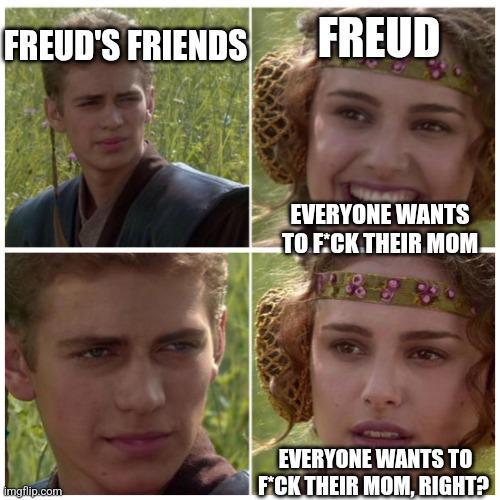 FREUD'S FRIENDS
FREUD
EVERYONE WANTS
TO F*CK THEIR MOM
EVERYONE WANTS TO
F*CK THEIR MOM, RIGHT?
imgflip.com